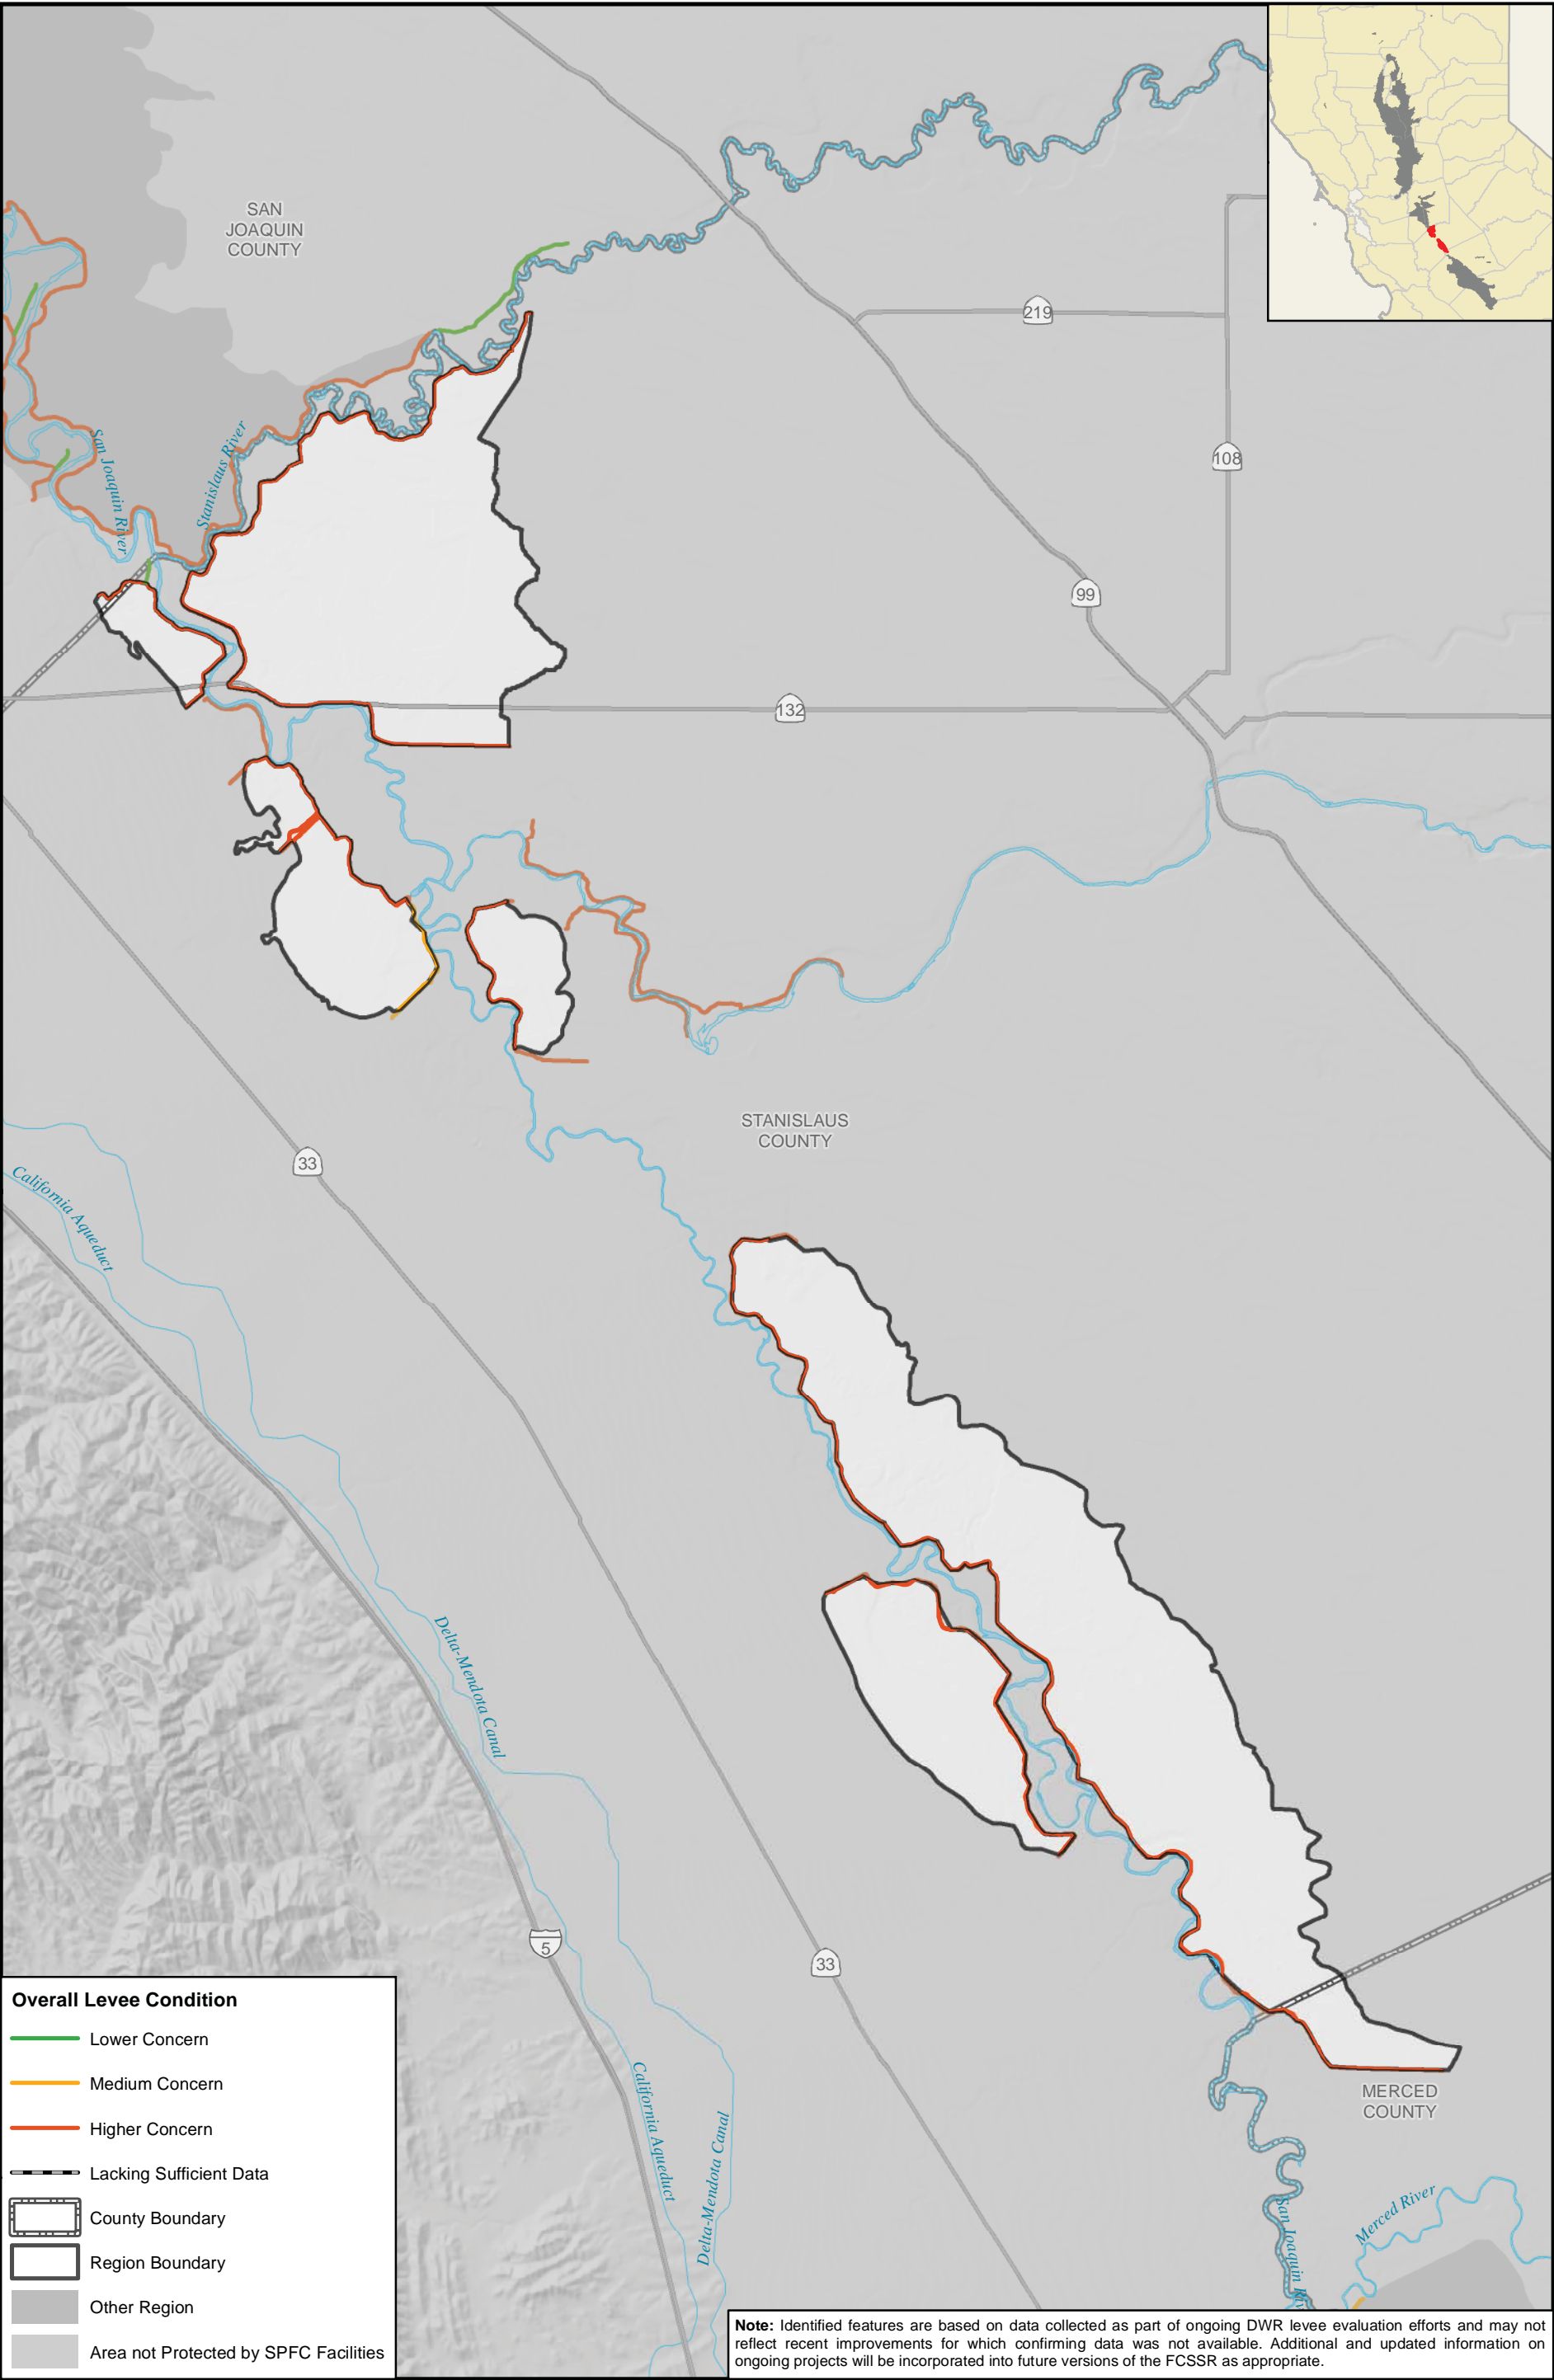 SAN
JOAQUIN
COUNTY
219
108
San Joaquin River
Stanislaus River
99
132
STANISLAUS
COUNTY
33
California Aqueduct
Delta-Mendota Canal
5
33
MERCED
COUNTY
California Aqueduct
Delta-Mendota Canal
Merced River
San Joaquin Riv
Overall Levee Condition
Lower Concern
Medium Concern
Higher Concern
Lacking Sufficient Data
County Boundary
Region Boundary
Other Region
Area not Protected by SPFC Facilities
Note: Identified features are based on data collected as part of ongoing DWR levee evaluation efforts and may not
reflect recent improvements for which confirming data was not available. Additional and updated information on
ongoing projects will be incorporated into future versions of the FCSSR as appropriate.